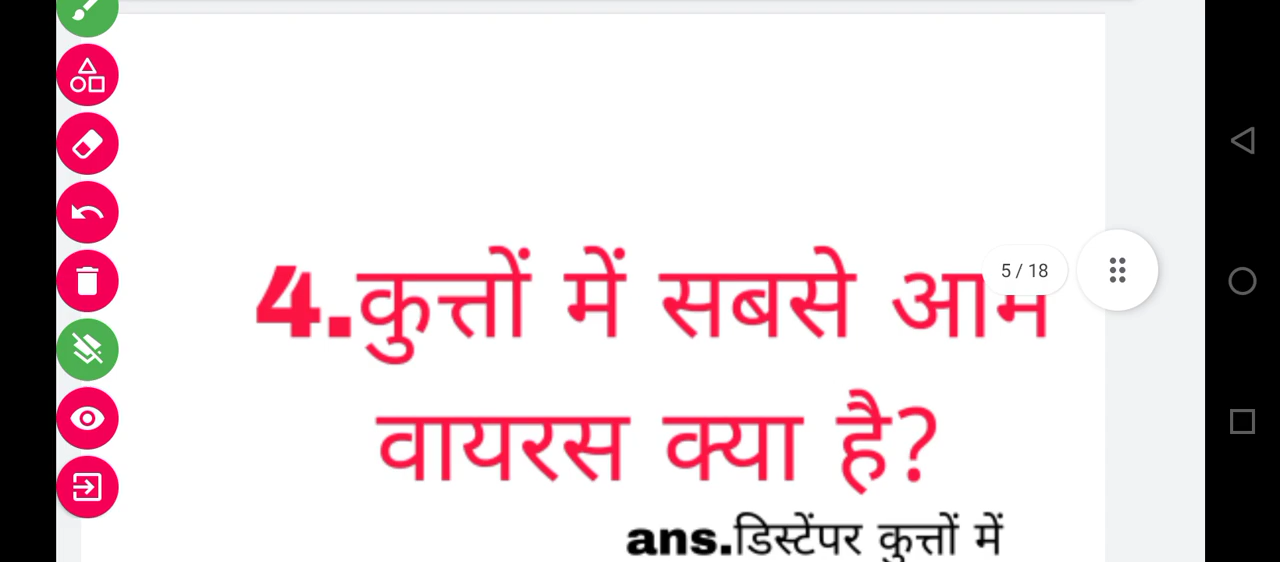 4.कुत्तों में सबसे आम
5 / 18
वायरस क्या है?
ans.डिस्टेंपर कुत्तों में